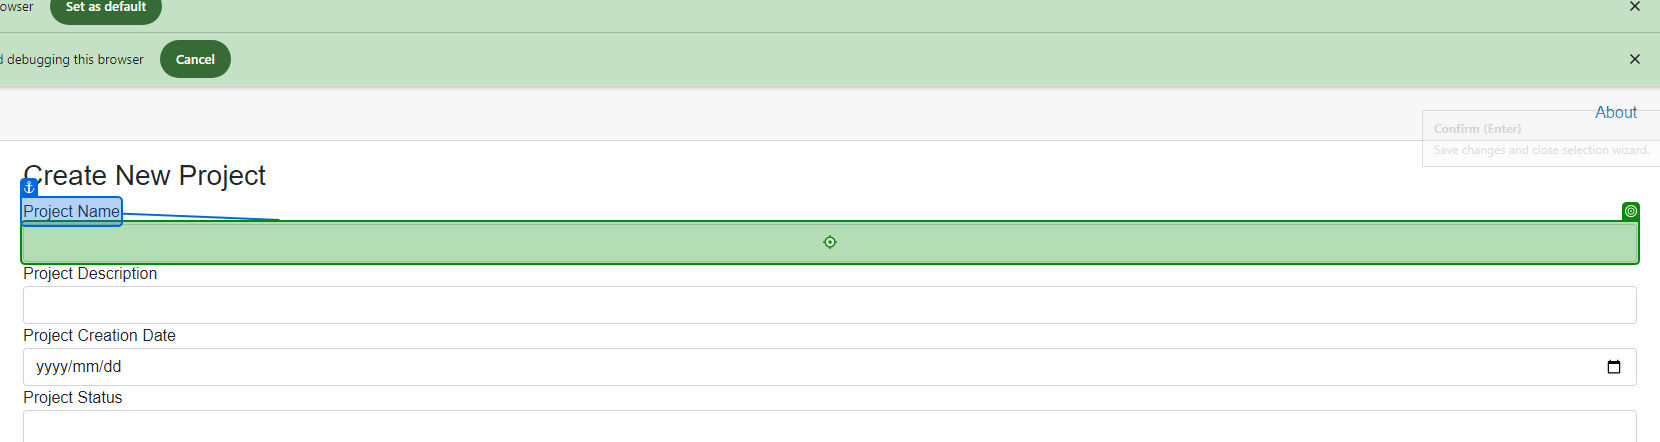 owser Set as default
d debugging this browser Cancel
About
Confirm (Enter)
Save changes and close selection wizard.
Create New Project
Project Name
Project Description
Project Creation Date
yyyy/mm/dd
Project Status